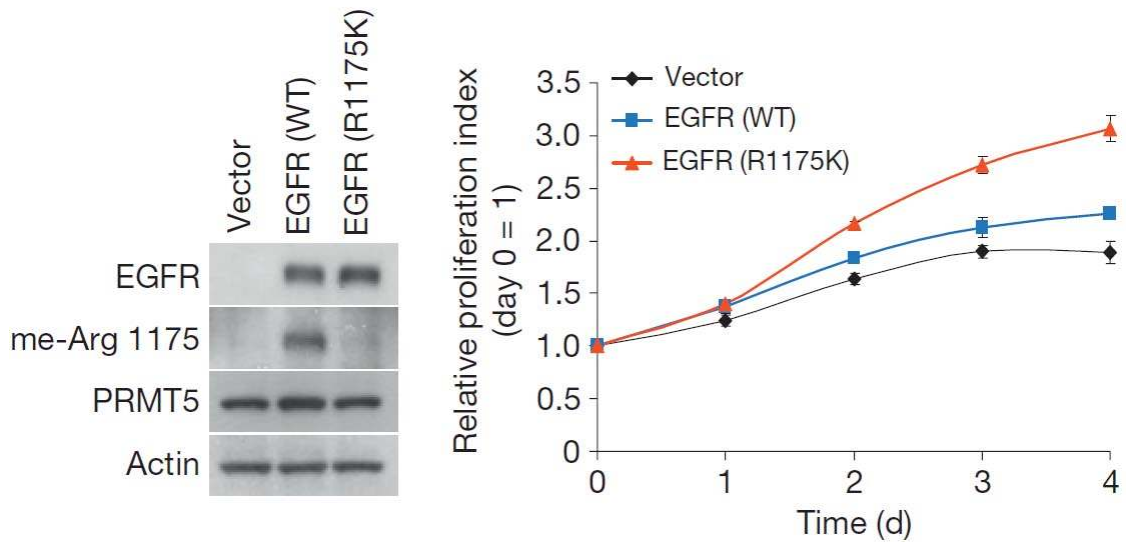 Vector
EGFR (WT)
EGFR (R1175K)
EGFR
me-Arg 1175
PRMT5
Actin
Relative proliferation index
(day 0 = 1)
3.5
3.0
2.5
2.0
1.5
1.0
0.5
0
Vector
EGFR (WT)
EGFR (R1175K)
0 1 2 3 4
Time (d)